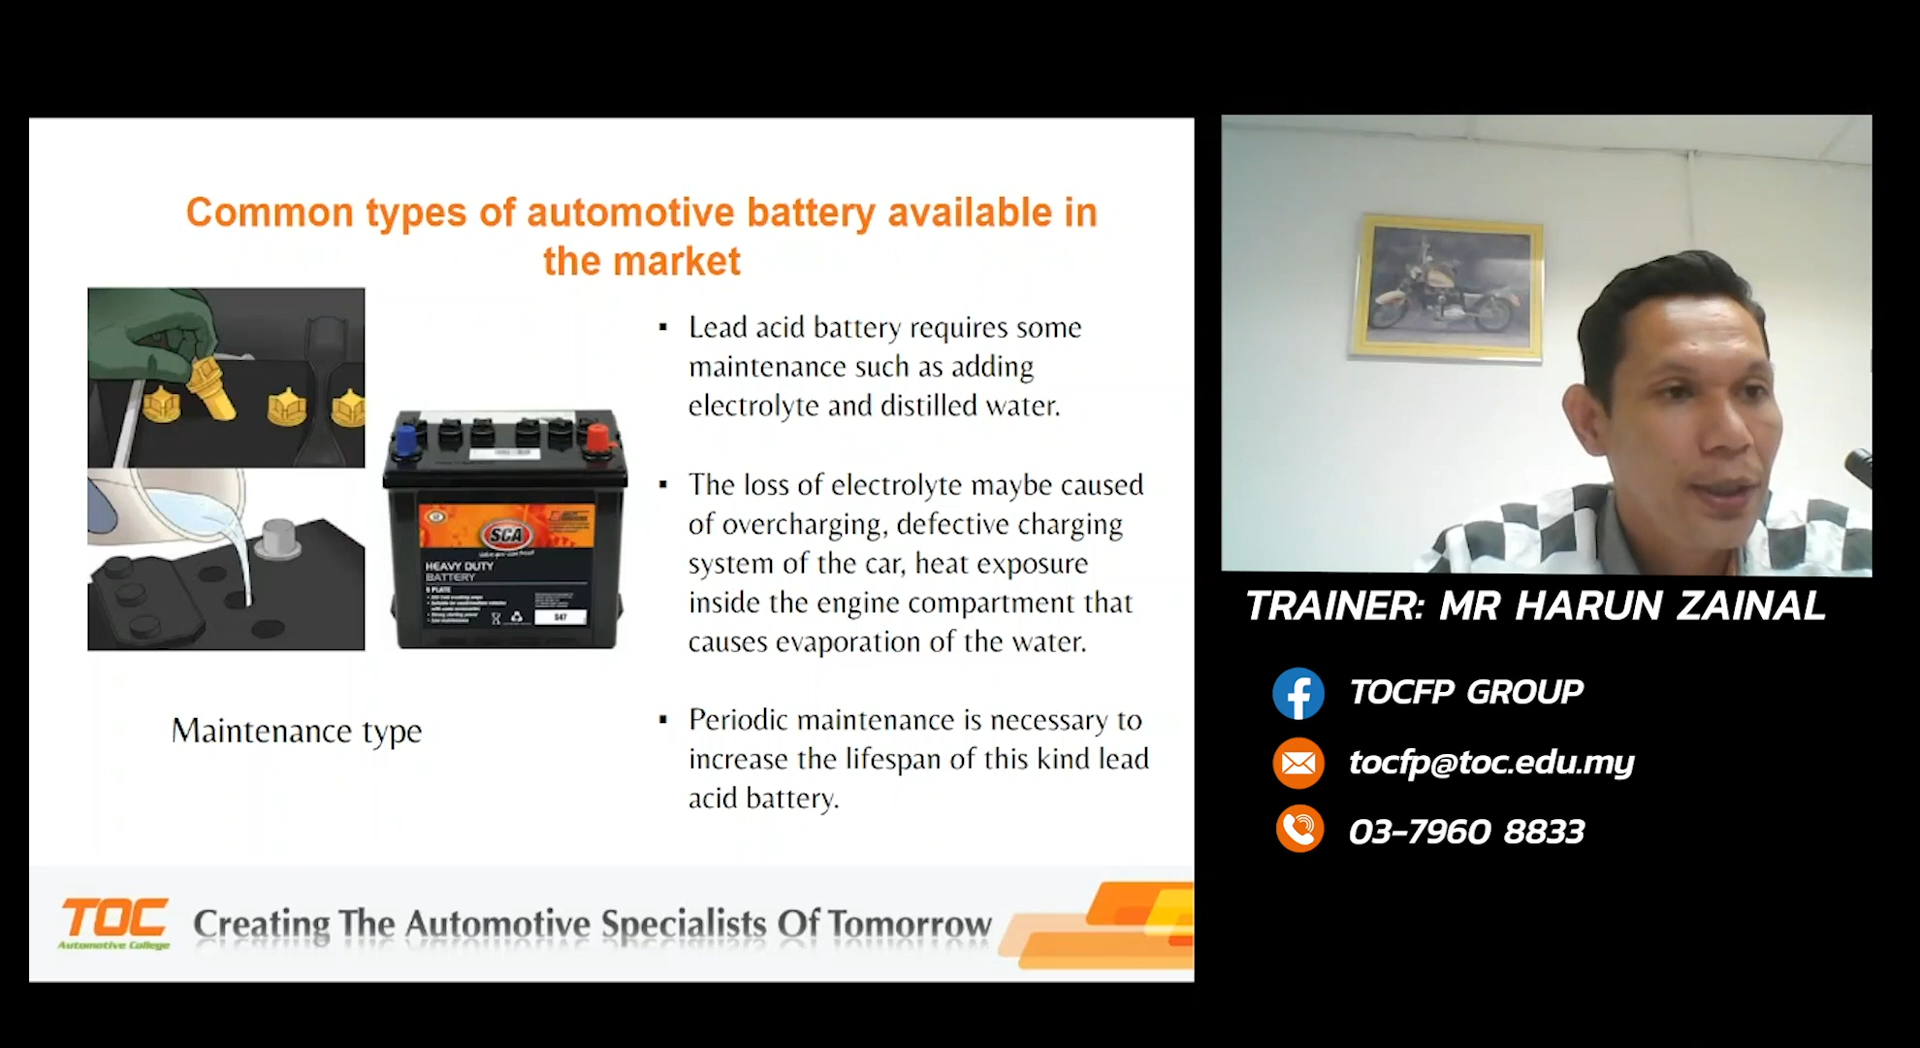 Common types of automotive battery available in
the market
▪ Lead acid battery requires some
maintenance such as adding
electrolyte and distilled water.
▪ The loss of electrolyte maybe caused
of overcharging, defective charging
system of the car, heat exposure
inside the engine compartment that
causes evaporation of the water.
▪ Periodic maintenance is necessary to
increase the lifespan of this kind lead
acid battery.
SCA
HEAVY DUTY
BATTERY
S47
Maintenance type
TOC
Automotive College
Creating The Automotive Specialists Of Tomorrow
TRAINER: MR HARUN ZAINAL
TOCFP GROUP
tocfp@toc.edu.my
03-7960 8833